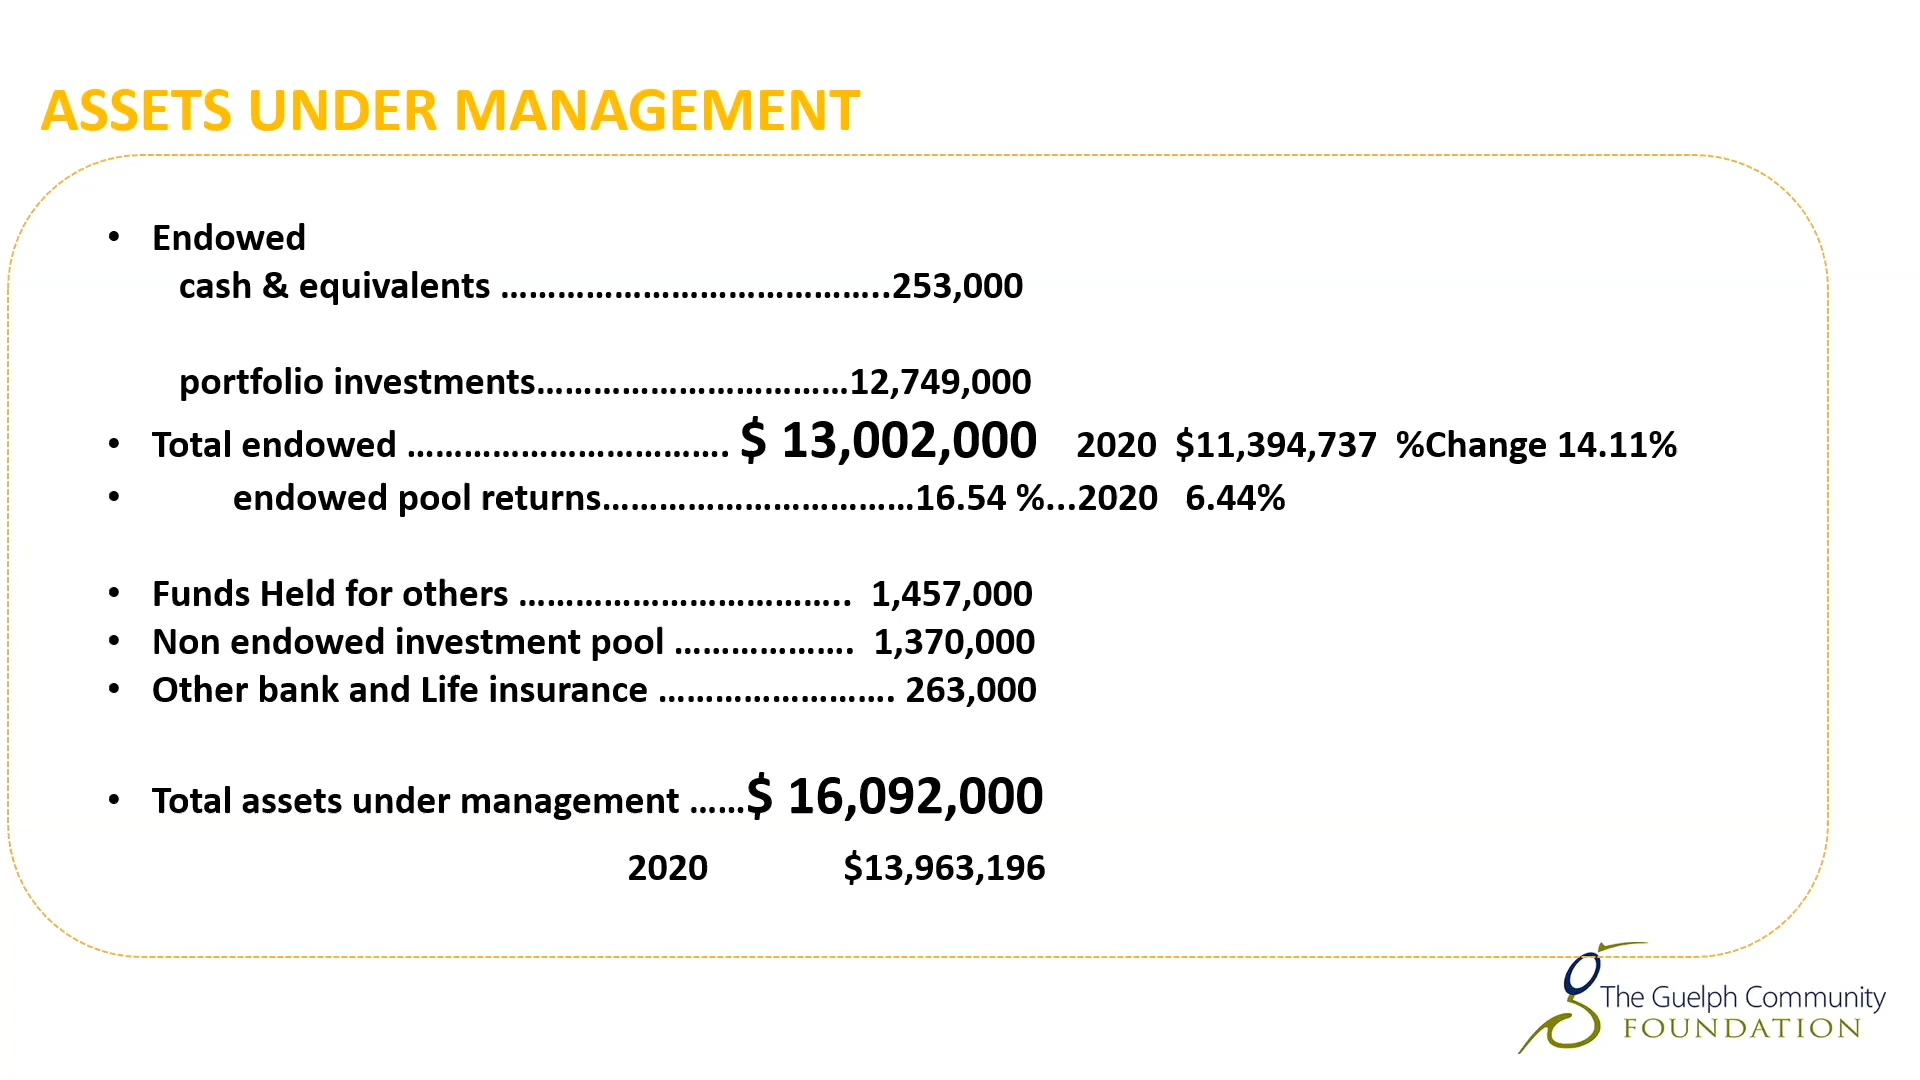 ASSETS UNDER MANAGEMENT
• Endowed
cash & equivalents …………………………………..253,000
portfolio investments……………………………12,749,000
• Total endowed ……………………………. $ 13,002,000 2020 $11,394,737 %Change 14.11%
• endowed pool returns……………………………16.54 %...2020 6.44%
• Funds Held for others …………………………….. 1,457,000
• Non endowed investment pool ………………. 1,370,000
• Other bank and Life insurance ……………………. 263,000
• Total assets under management ……$ 16,092,000
2020 $13,963,196
The Guelph Community
FOUNDATION